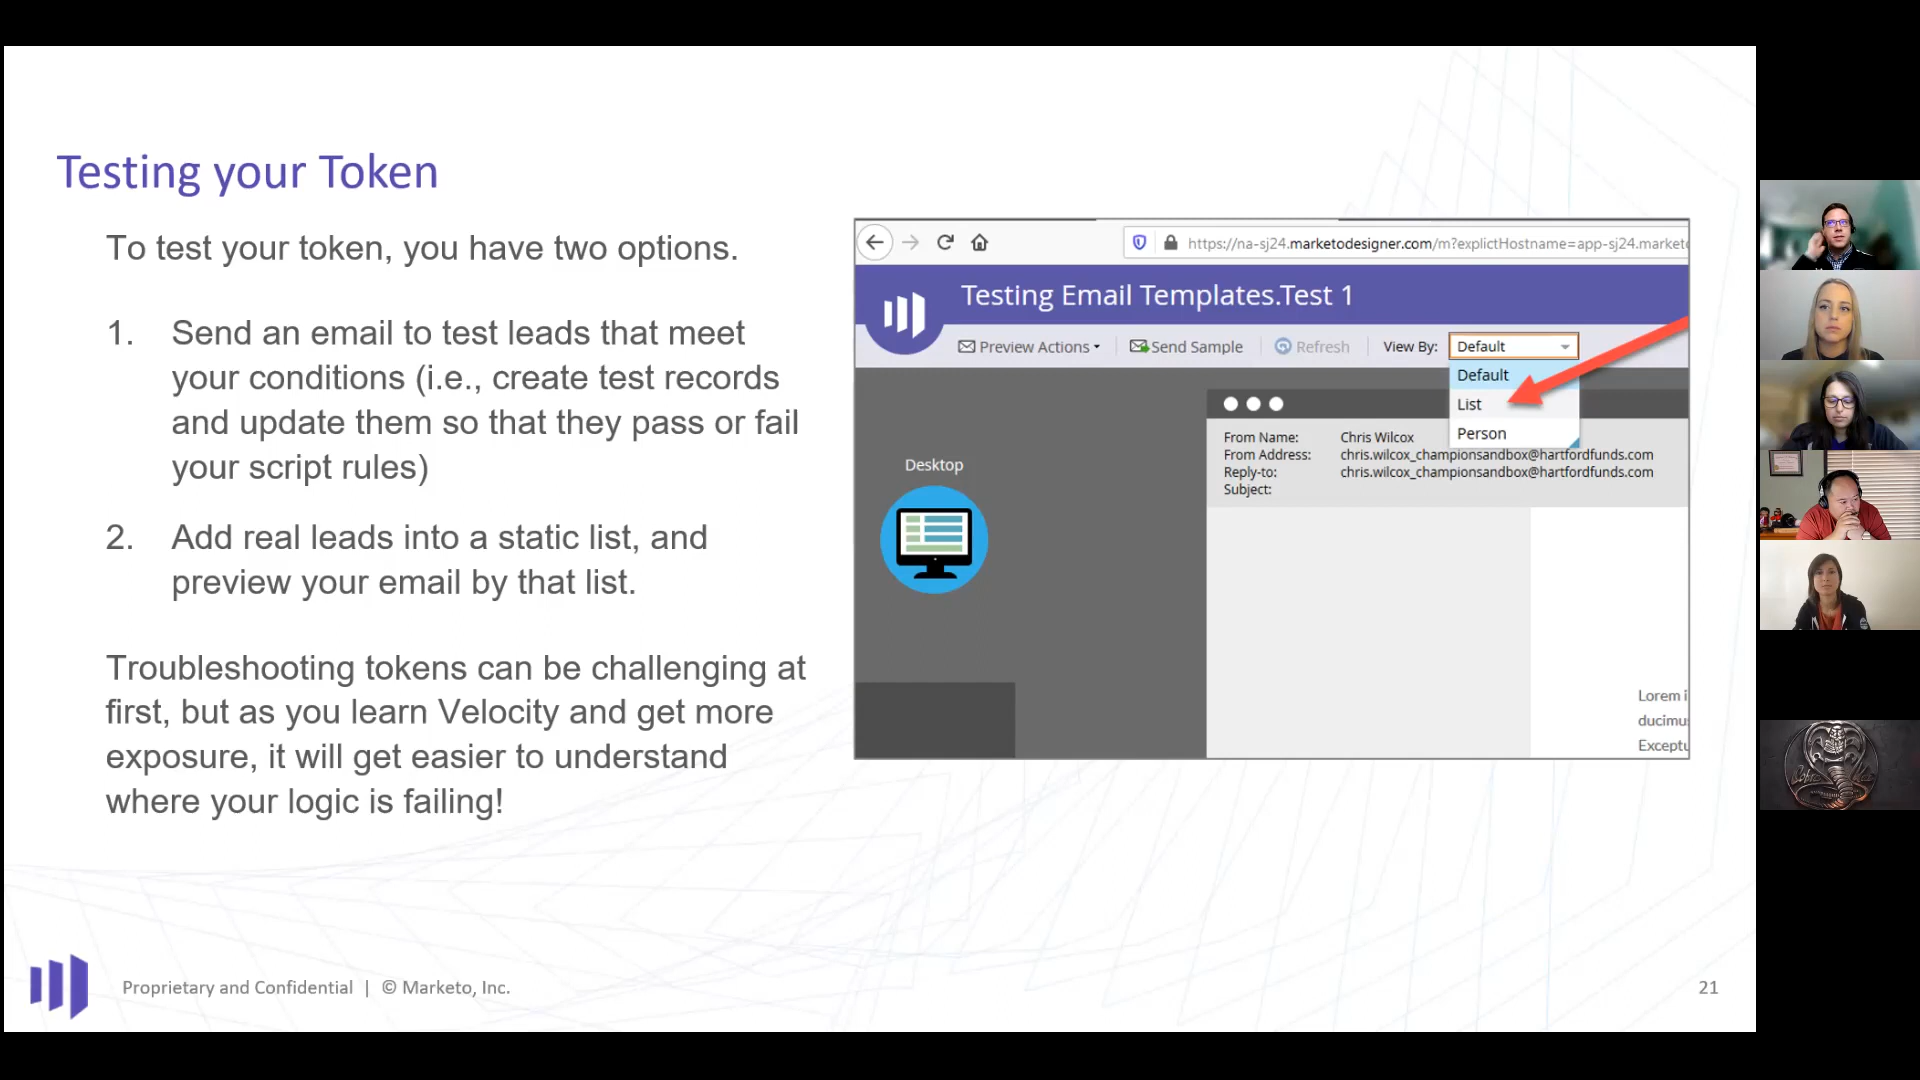 Testing your Token
To test your token, you have two options.
1. Send an email to test leads that meet
your conditions (i.e., create test records
and update them so that they pass or fail
your script rules)
2. Add real leads into a static list, and
preview your email by that list.
Troubleshooting tokens can be challenging at
first, but as you learn Velocity and get more
exposure, it will get easier to understand
where your logic is failing!
https://na-sj24.marketodesigner.com/m?explictHostname=app-sj24.marketo
Testing Email Templates.Test 1
Preview Actions Send Sample Refresh View By: Default
Default
List
Person
From Name: Chris Wilcox
From Address: chris.wilcox_championsandbox@hartfordfunds.com
Reply-to: chris.wilcox_championsandbox@hartfordfunds.com
Subject:
Desktop
Lorem i
ducimu
Exceptu
Proprietary and Confidential | © Marketo, Inc.
21